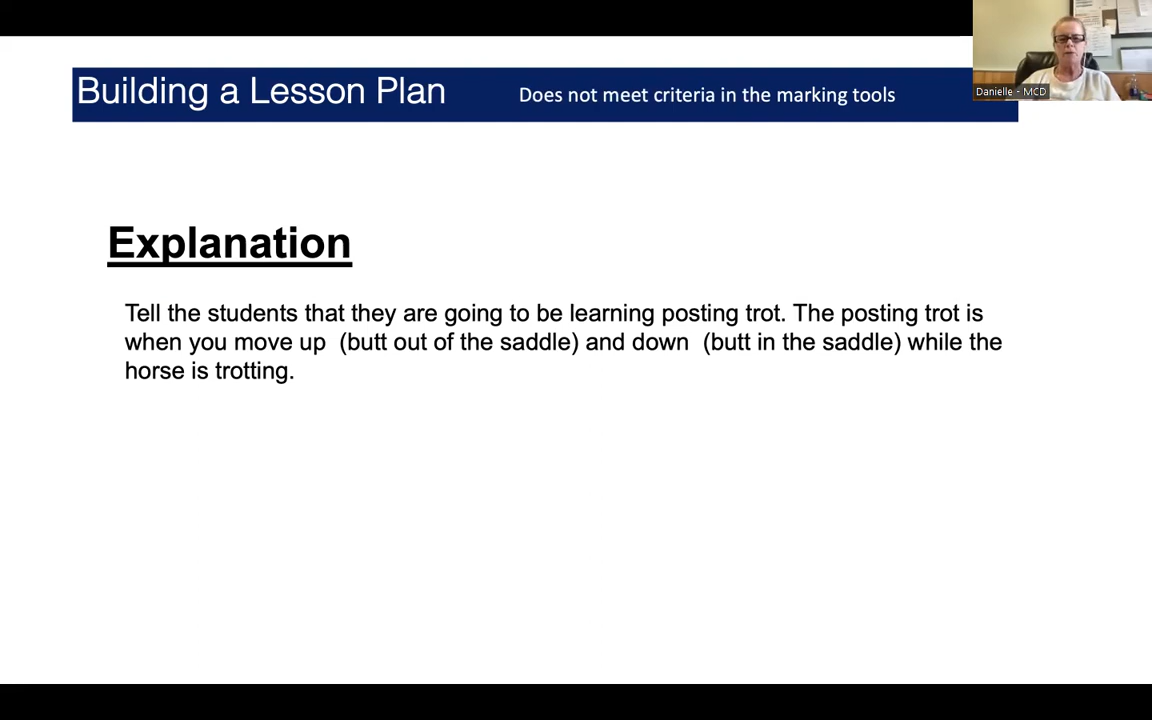 Building a Lesson Plan Does not meet criteria in the marking tools
Danielle - MCD
Explanation
Tell the students that they are going to be learning posting trot. The posting trot is
when you move up (butt out of the saddle) and down (butt in the saddle) while the
horse is trotting.